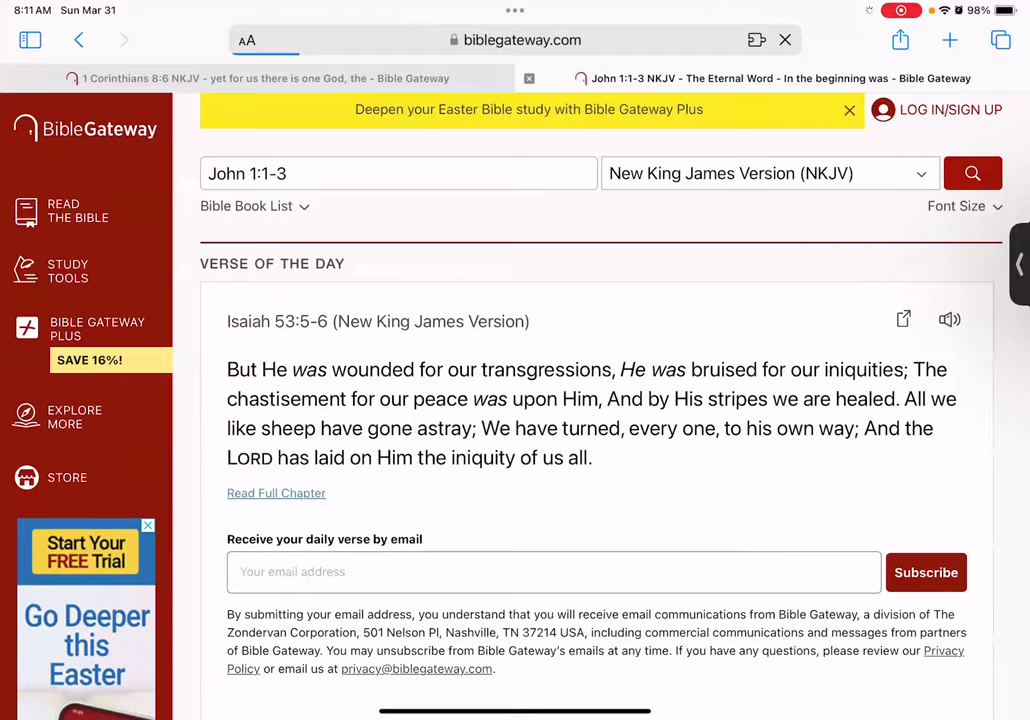 8:11 AM Sun Mar 31
98%
AA
biblegateway.com
1 Corinthians 8:6 NKJV - yet for us there is one God, the - Bible Gateway
John 1:1-3 NKJV - The Eternal Word - In the beginning was - Bible Gateway
Deepen your Easter Bible study with Bible Gateway Plus
LOG IN/SIGN UP
BibleGateway
READ
THE BIBLE
STUDY
TOOLS
BIBLE GATEWAY
PLUS
SAVE 16%!
EXPLORE
MORE
STORE
Start Your
FREE Trial
Go Deeper
this
Easter
John 1:1-3
New King James Version (NKJV)
Bible Book List
Font Size
VERSE OF THE DAY
Isaiah 53:5-6 (New King James Version)
But He was wounded for our transgressions, He was bruised for our iniquities; The
chastisement for our peace was upon Him, And by His stripes we are healed. All we
like sheep have gone astray; We have turned, every one, to his own way; And the
LORD has laid on Him the iniquity of us all.
Read Full Chapter
Receive your daily verse by email
Your email address
Subscribe
By submitting your email address, you understand that you will receive email communications from Bible Gateway, a division of The
Zondervan Corporation, 501 Nelson Pl, Nashville, TN 37214 USA, including commercial communications and messages from partners
of Bible Gateway. You may unsubscribe from Bible Gateway's emails at any time. If you have any questions, please review our Privacy
Policy or email us at privacy@biblegateway.com.